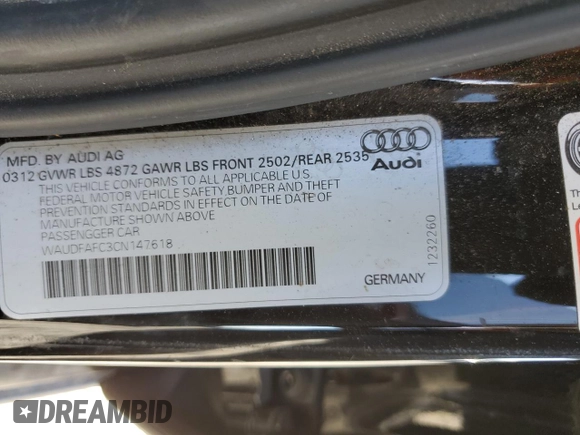 MFD. BY AUDI AG
0312 GVWR LBS 4872 GAWR LBS FRONT 2502/REAR 2535
THIS VEHICLE CONFORMS TO ALL APPLICABLE U.S.
FEDERAL MOTOR VEHICLE SAFETY BUMPER AND THEFT
PREVENTION STANDARDS IN EFFECT ON THE DATE OF
MANUFACTURE SHOWN ABOVE
PASSENGGER CAR
WAUDFAFC3CN147618
Audi
1232260
GERMANY
Th
Le
DREAMBID